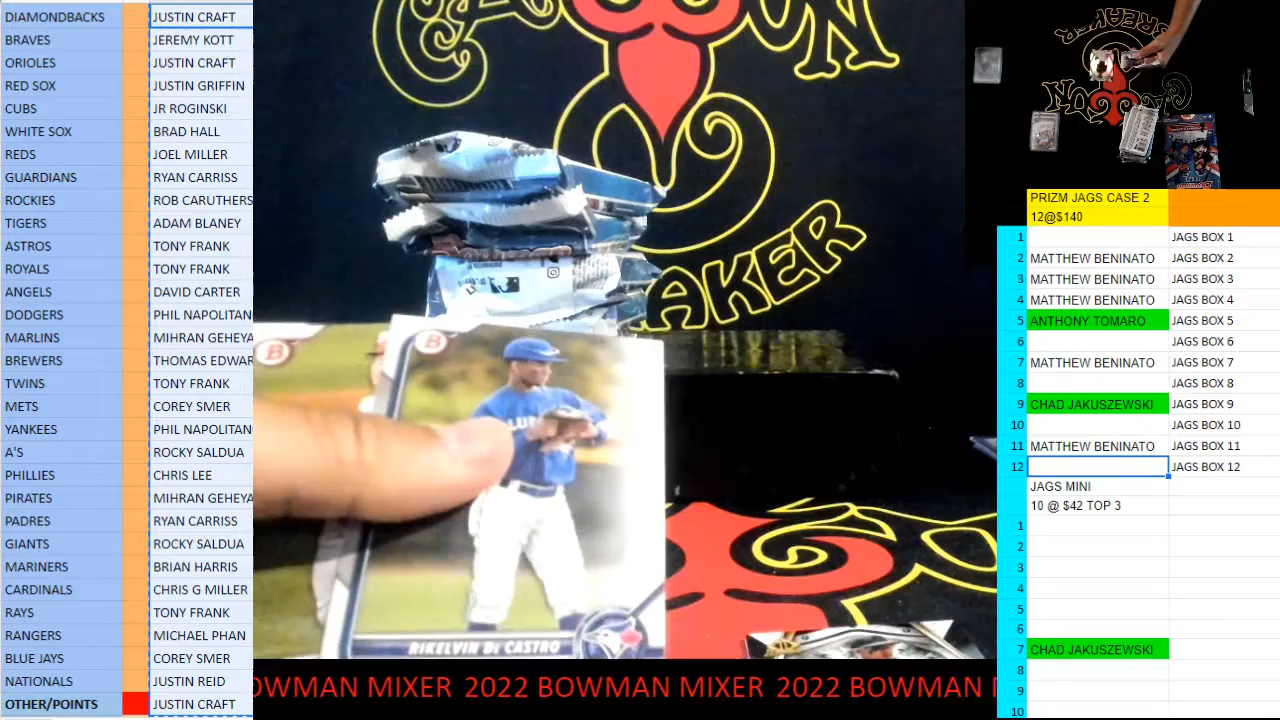 DIAMONDBACKS JUSTIN CRAFT
BRAVES JEREMY KOTT
ORIOLES JUSTIN CRAFT
RED SOX JUSTIN GRIFFIN
CUBS JR ROGINSKI
WHITE SOX BRAD HALL
REDS JOEL MILLER
GUARDIANS RYAN CARRISS
ROCKIES ROB CARUTHERS
TIGERS ADAM BLANEY
ASTROS TONY FRANK
ROYALS TONY FRANK
ANGELS DAVID CARTER
DODGERS PHIL NAPOLITAN
MARLINS MIHRAN GEHEYA
BREWERS THOMAS EDWAR
TWINS TONY FRANK
METS COREY SMER
YANKEES PHIL NAPOLITAN
A'S ROCKY SALDUA
PHILLIES CHRIS LEE
PIRATES MIHRAN GEHEYA
PADRES RYAN CARRISS
GIANTS ROCKY SALDUA
MARINERS BRIAN HARRIS
CARDINALS CHRIS G MILLER
RAYS TONY FRANK
RANGERS MICHAEL PHAN
BLUE JAYS COREY SMER
NATIONALS JUSTIN REID
OTHER/POINTS JUSTIN CRAFT
AKER
B
B
RIKELVIN De CASTRO
OWMAN MIXER 2022 BOWMAN MIXER 2022 BOWMAN
BREAKER
PRIZM JAGS CASE 2
12@$140
1 JAGS BOX 1
2 MATTHEW BENINATO JAGS BOX 2
3 MATTHEW BENINATO JAGS BOX 3
4 MATTHEW BENINATO JAGS BOX 4
5 ANTHONY TOMARO JAGS BOX 5
6 JAGS BOX 6
7 MATTHEW BENINATO JAGS BOX 7
8 JAGS BOX 8
9 CHAD JAKUSZEWSKI JAGS BOX 9
10 JAGS BOX 10
11 MATTHEW BENINATO JAGS BOX 11
12 JAGS BOX 12
JAGS MINI
10 @ $42 TOP 3
1
2
3
4
5
6
7 CHAD JAKUSZEWSKI
8
9
10